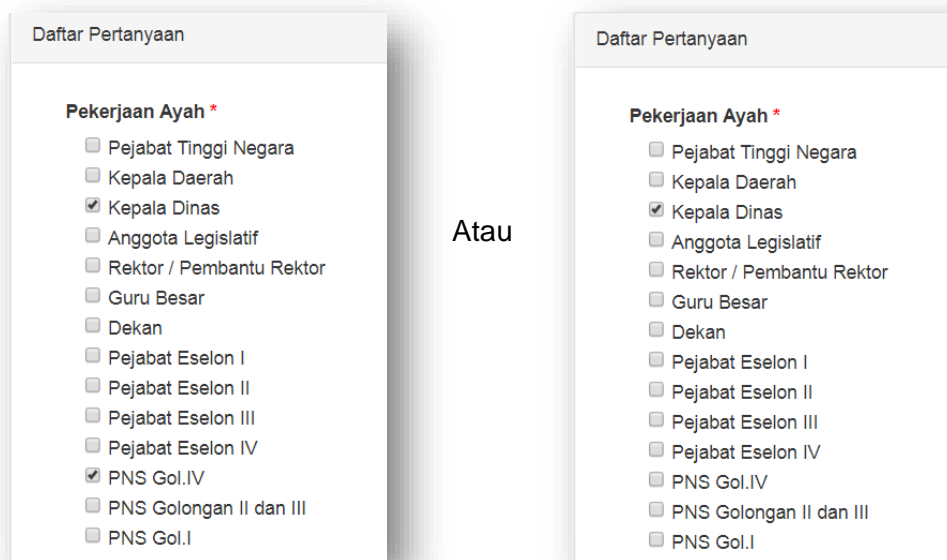 Daftar Pertanyaan
Pekerjaan Ayah *
Pejabat Tinggi Negara
Kepala Daerah
Kepala Dinas
Anggota Legislatif
Rektor / Pembantu Rektor
Guru Besar
Dekan
Pejabat Eselon I
Pejabat Eselon II
Pejabat Eselon III
Pejabat Eselon IV
PNS Gol.IV
PNS Golongan II dan III
PNS Gol.I
Atau
Daftar Pertanyaan
Pekerjaan Ayah *
Pejabat Tinggi Negara
Kepala Daerah
Kepala Dinas
Anggota Legislatif
Rektor / Pembantu Rektor
Guru Besar
Dekan
Pejabat Eselon I
Pejabat Eselon II
Pejabat Eselon III
Pejabat Eselon IV
PNS Gol.IV
PNS Golongan II dan III
PNS Gol.I